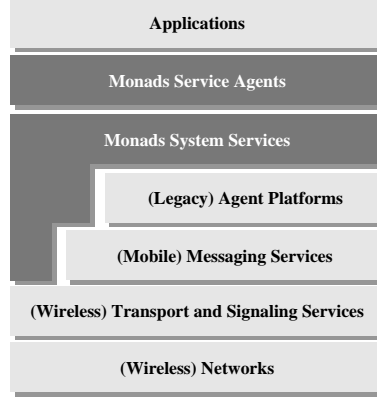 Applications
Monads Service Agents
Monads System Services
(Legacy) Agent Platforms
(Mobile) Messaging Services
(Wireless) Transport and Signaling Services
(Wireless) Networks